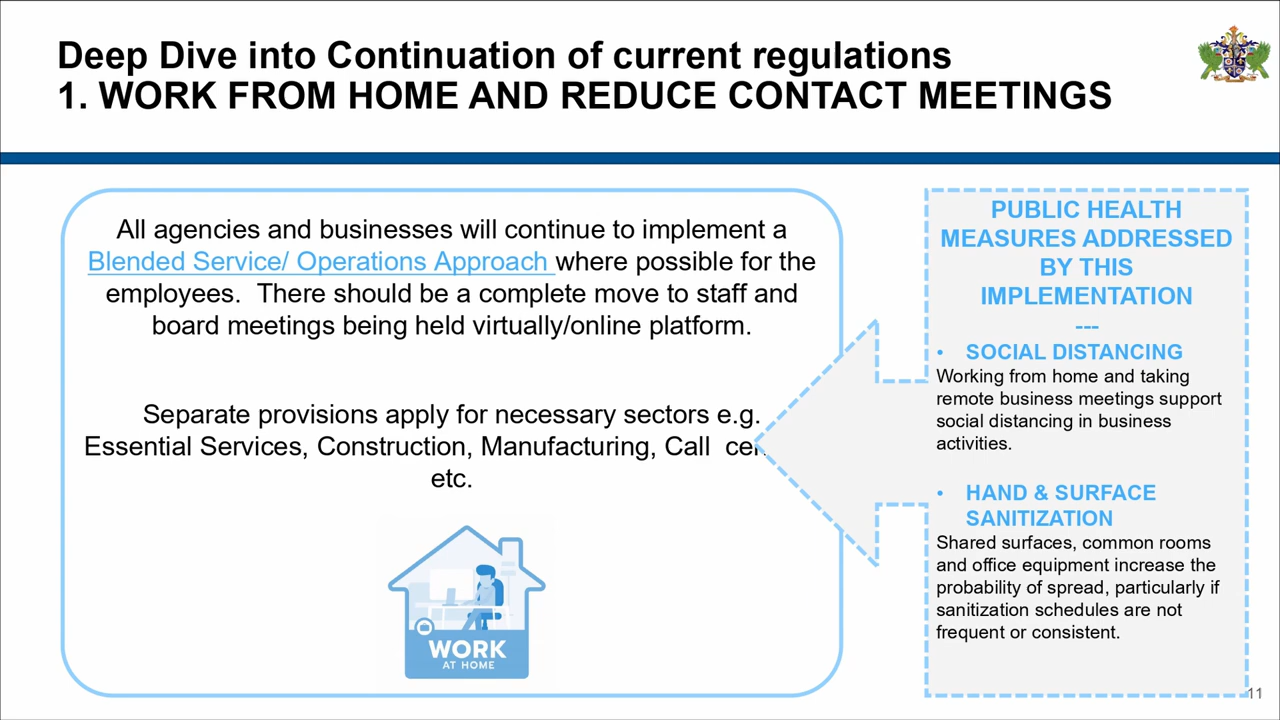 Deep Dive into Continuation of current regulations
1. WORK FROM HOME AND REDUCE CONTACT MEETINGS
All agencies and businesses will continue to implement a
Blended Service/ Operations Approach where possible for the
employees.  There should be a complete move to staff and
board meetings being held virtually/online platform.
Separate provisions apply for necessary sectors e.g.
Essential Services, Construction, Manufacturing, Call
etc.
WORK
AT HOME
PUBLIC HEALTH
MEASURES ADDRESSED
BY THIS
IMPLEMENTATION
---
• SOCIAL DISTANCING
Working from home and taking
remote business meetings support
social distancing in business
activities.
• HAND & SURFACE
SANITIZATION
Shared surfaces, common rooms
and office equipment increase the
probability of spread, particularly if
sanitization schedules are not
frequent or consistent.
11